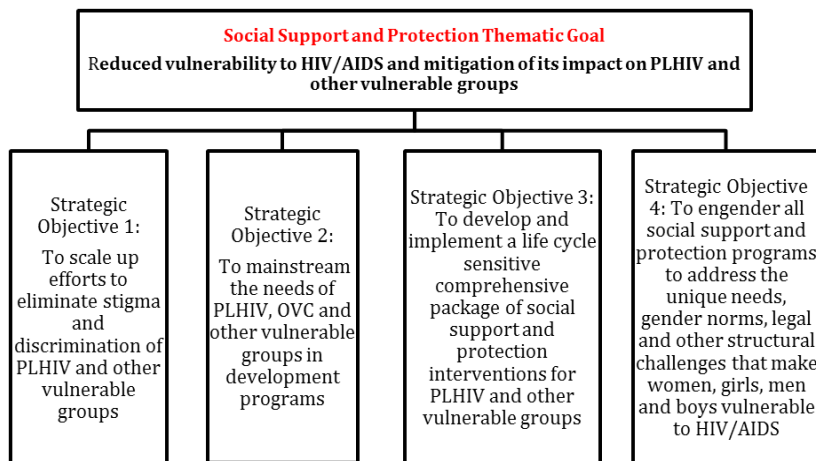 Social Support and Protection Thematic Goal
Reduced vulnerability to HIV/AIDS and mitigation of its impact on PLHIV and
other vulnerable groups
Strategic
Objective 1:
To scale up
efforts to
eliminate stigma
and
discrimination of
PLHIV and other
vulnerable
groups
Strategic
Objective 2:
To mainstream
the needs of
PLHIV, OVC and
other vulnerable
groups in
development
programs
Strategic Objective 3:
To develop and
implement a life cycle
sensitive
comprehensive
package of social
support and
protection
interventions for
PLHIV and other
vulnerable groups
Strategic Objective
4: To engender all
social support and
protection programs
to address the
unique needs,
gender norms, legal
and other structural
challenges that make
women, girls, men
and boys vulnerable
to HIV/AIDS